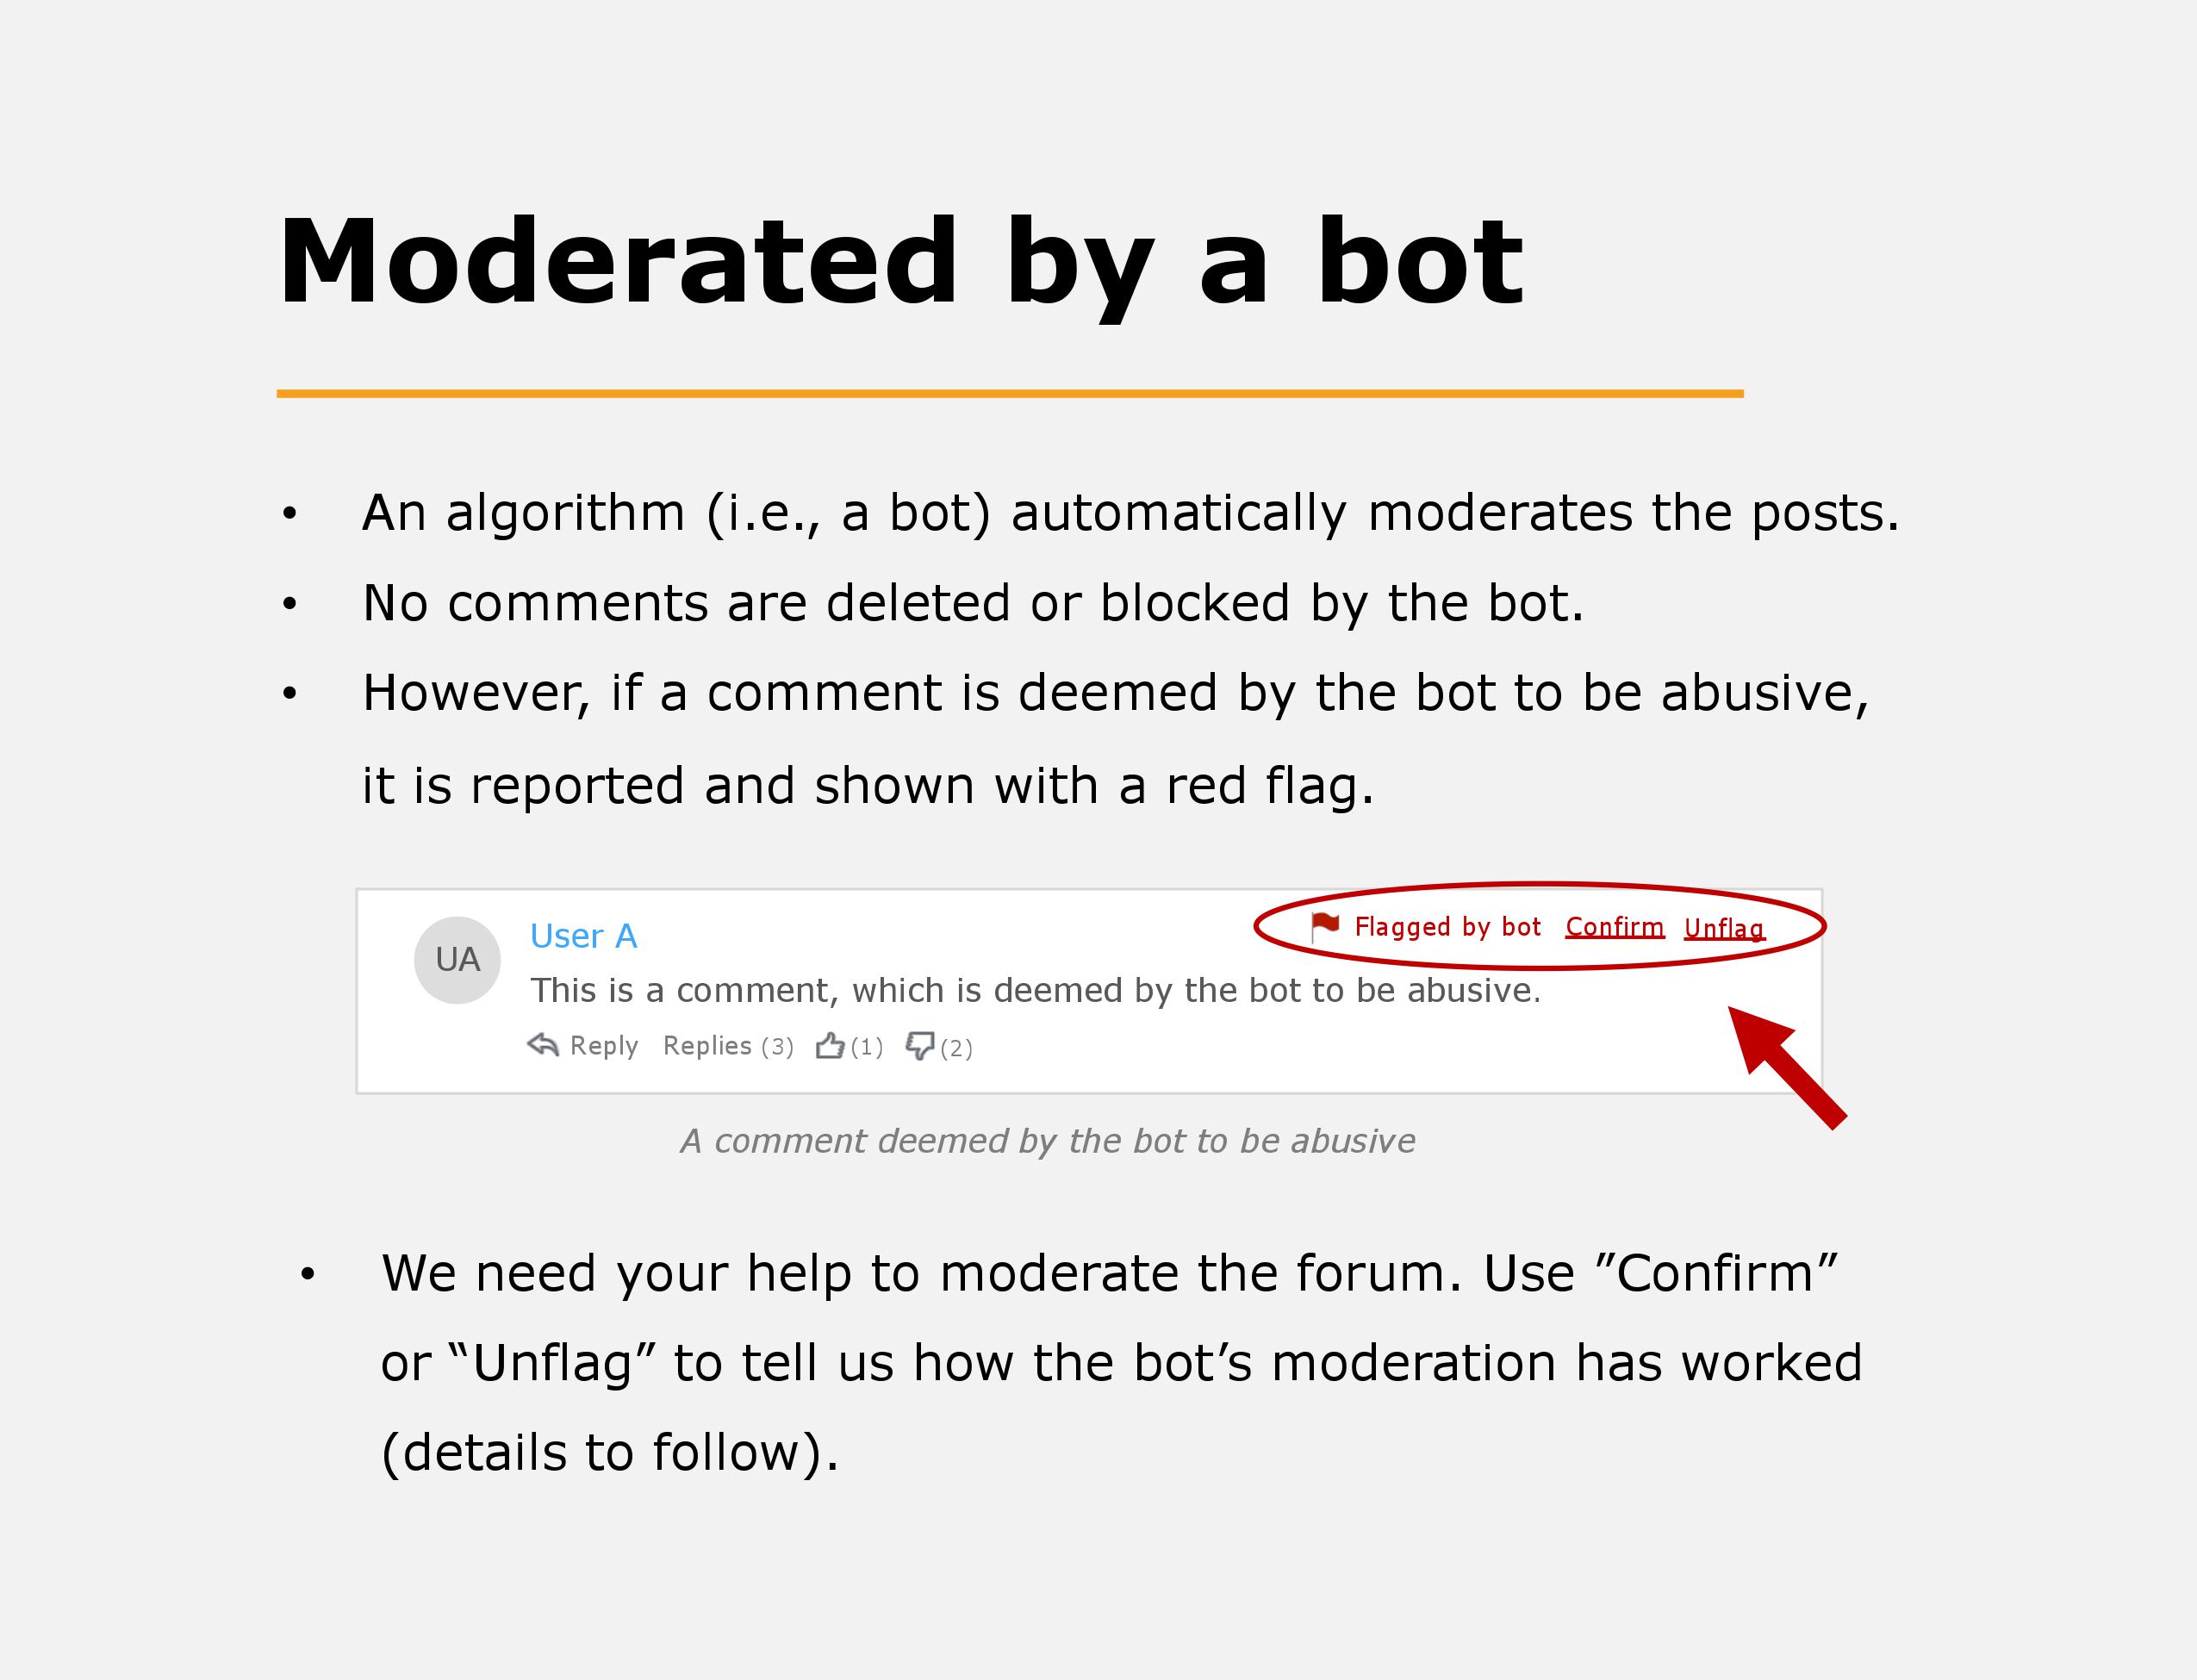 Moderated by a bot
• An algorithm (i.e., a bot) automatically moderates the posts.
• No comments are deleted or blocked by the bot.
• However, if a comment is deemed by the bot to be abusive,
it is reported and shown with a red flag.
UA
User A
Flagged by bot Confirm Unflag
This is a comment, which is deemed by the bot to be abusive.
Reply Replies (3) (1) (2)
A comment deemed by the bot to be abusive
• We need your help to moderate the forum. Use ”Confirm”
or “Unflag” to tell us how the bot’s moderation has worked
(details to follow).